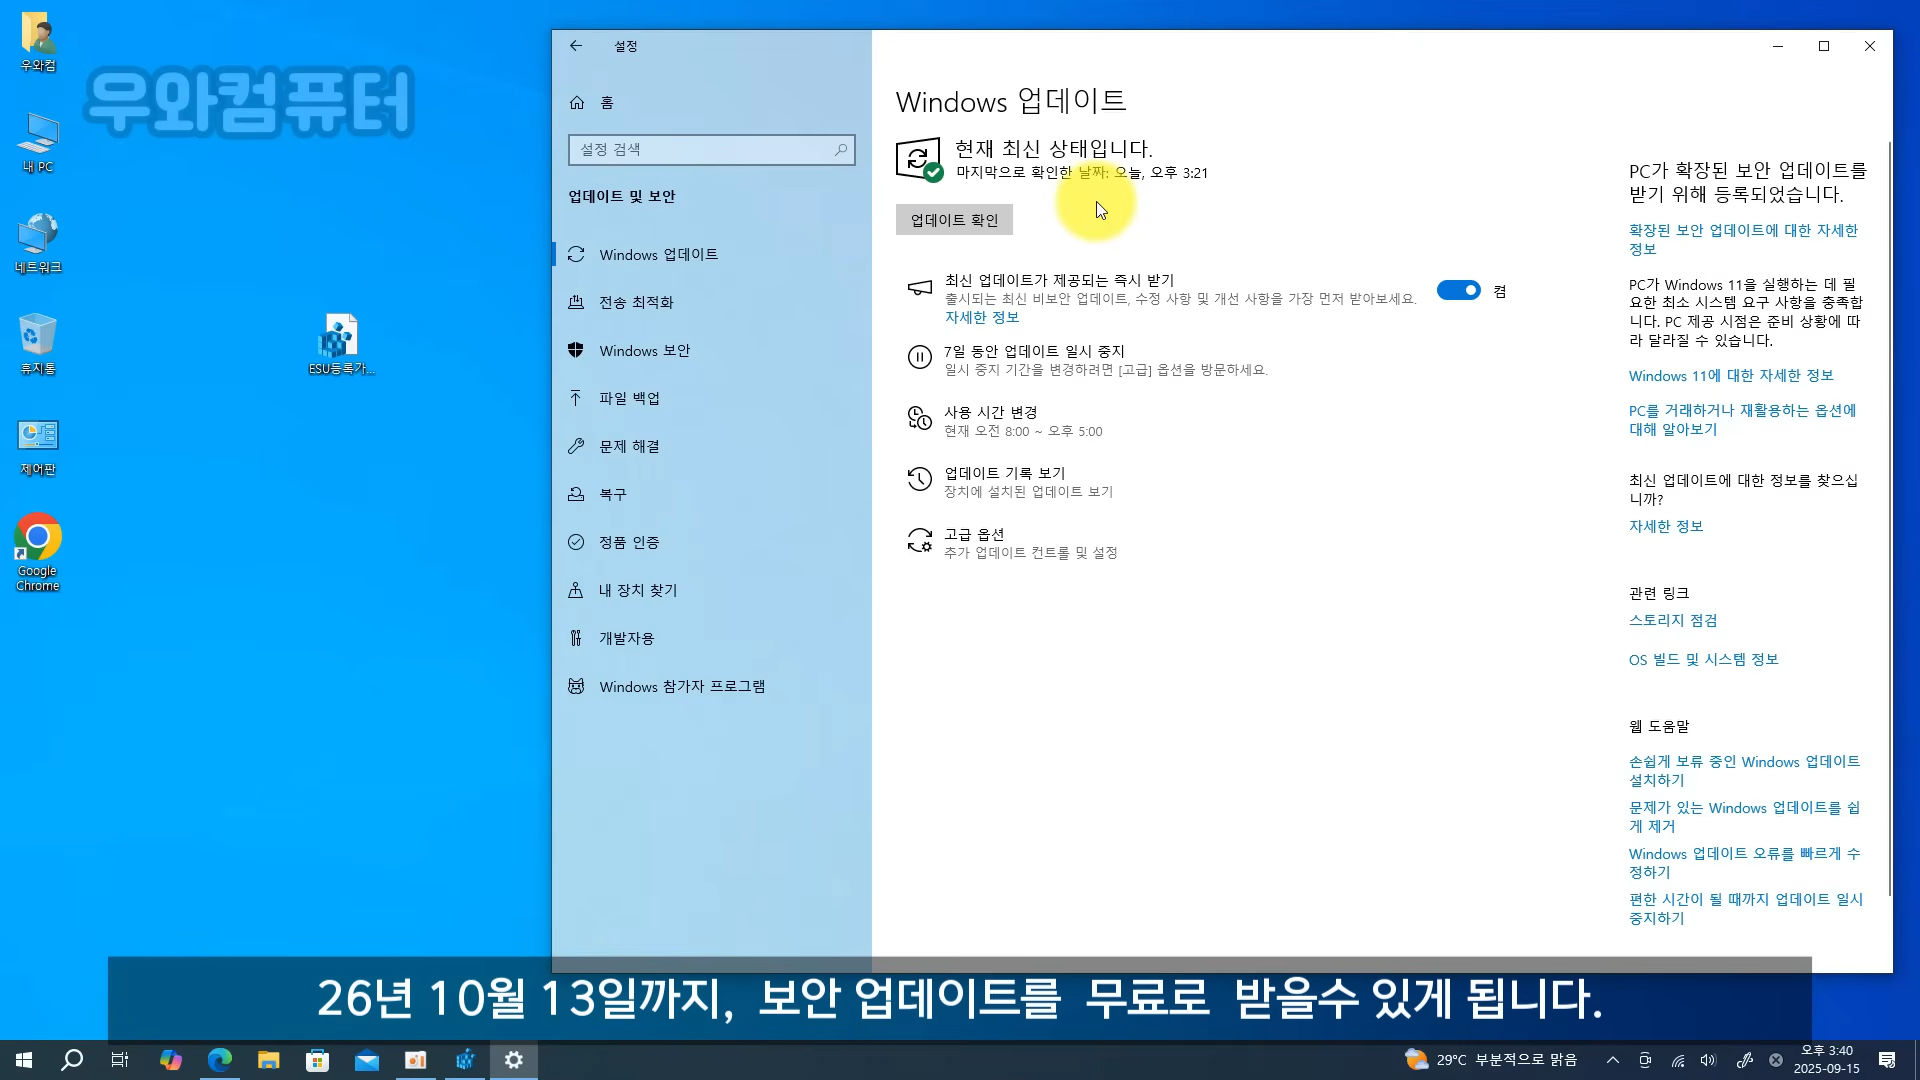 우와컴
우와컴퓨터
내 PC
네트워크
휴지통
제어판
Google
Chrome
ESU등록가...
설정
홈
설정 검색
업데이트 및 보안
Windows 업데이트
전송 최적화
Windows 보안
파일 백업
문제 해결
복구
정품 인증
내 장치 찾기
개발자용
Windows 참가자 프로그램
Windows 업데이트
현재 최신 상태입니다.
마지막으로 확인한 날짜: 오늘, 오후 3:21
업데이트 확인
최신 업데이트가 제공되는 즉시 받기
출시되는 최신 비보안 업데이트, 수정 사항 및 개선 사항을 가장 먼저 받아보세요.
자세한 정보
켬
7일 동안 업데이트 일시 중지
일시 중지 기간을 변경하려면 [고급] 옵션을 방문하세요.
사용 시간 변경
현재 오전 8:00 ~ 오후 5:00
업데이트 기록 보기
장치에 설치된 업데이트 보기
고급 옵션
추가 업데이트 컨트롤 및 설정
PC가 확장된 보안 업데이트를
받기 위해 등록되었습니다.
확장된 보안 업데이트에 대한 자세한
정보
PC가 Windows 11을 실행하는 데 필
요한 최소 시스템 요구 사항을 충족합
니다. PC 제공 시점은 준비 상황에 따
라 달라질 수 있습니다.
Windows 11에 대한 자세한 정보
PC를 거래하거나 재활용하는 옵션에
대해 알아보기
최신 업데이트에 대한 정보를 찾으십
니까?
자세한 정보
관련 링크
스토리지 점검
OS 빌드 및 시스템 정보
웹 도움말
손쉽게 보류 중인 Windows 업데이트
설치하기
문제가 있는 Windows 업데이트를 쉽
게 제거
Windows 업데이트 오류를 빠르게 수
정하기
편한 시간이 될 때까지 업데이트 일시
중지하기
26년 10월 13일까지, 보안 업데이트를 무료로 받을수 있게 됩니다.
29°C 부분적으로 맑음
오후 3:40
2025-09-15